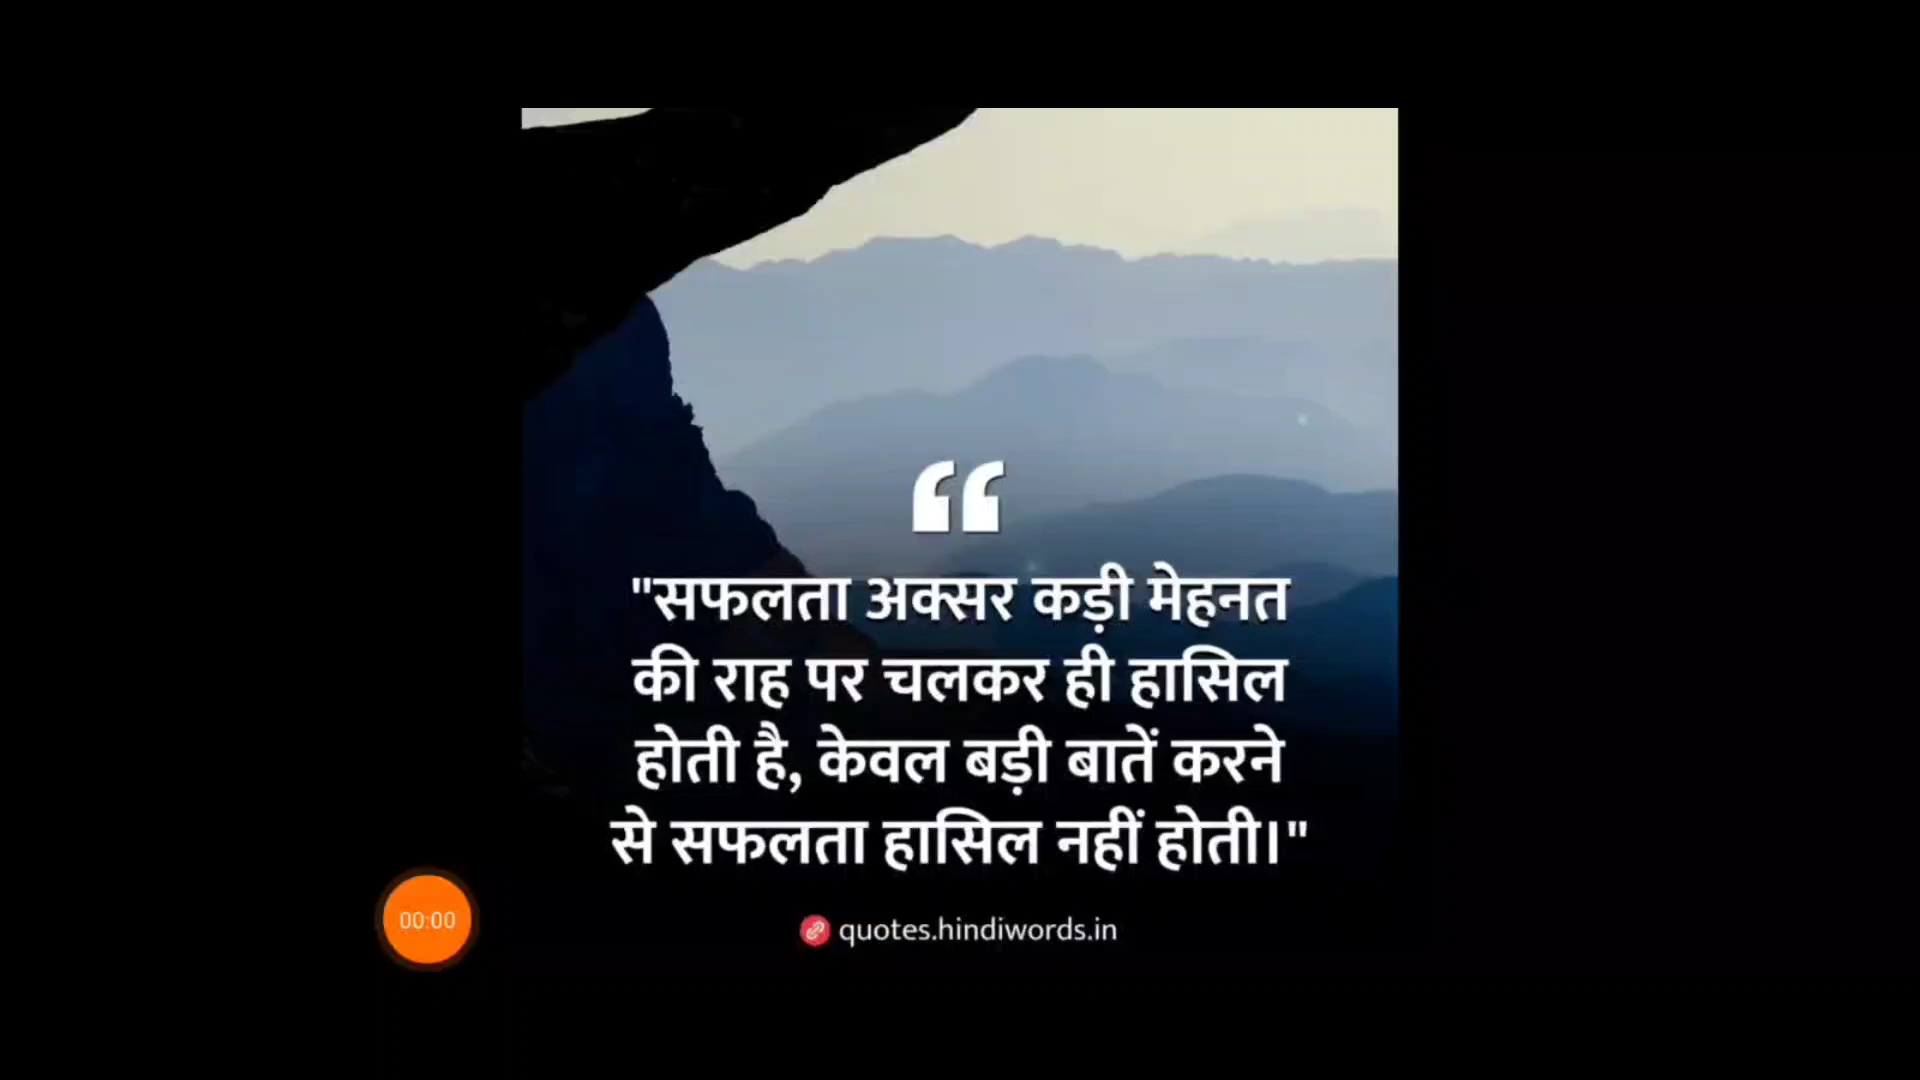 "सफलता अक्सर कड़ी मेहनत
की राह पर चलकर ही हासिल
होती है, केवल बड़ी बातें करने
से सफलता हासिल नहीं होती।"
00:00
quotes.hindiwords.in